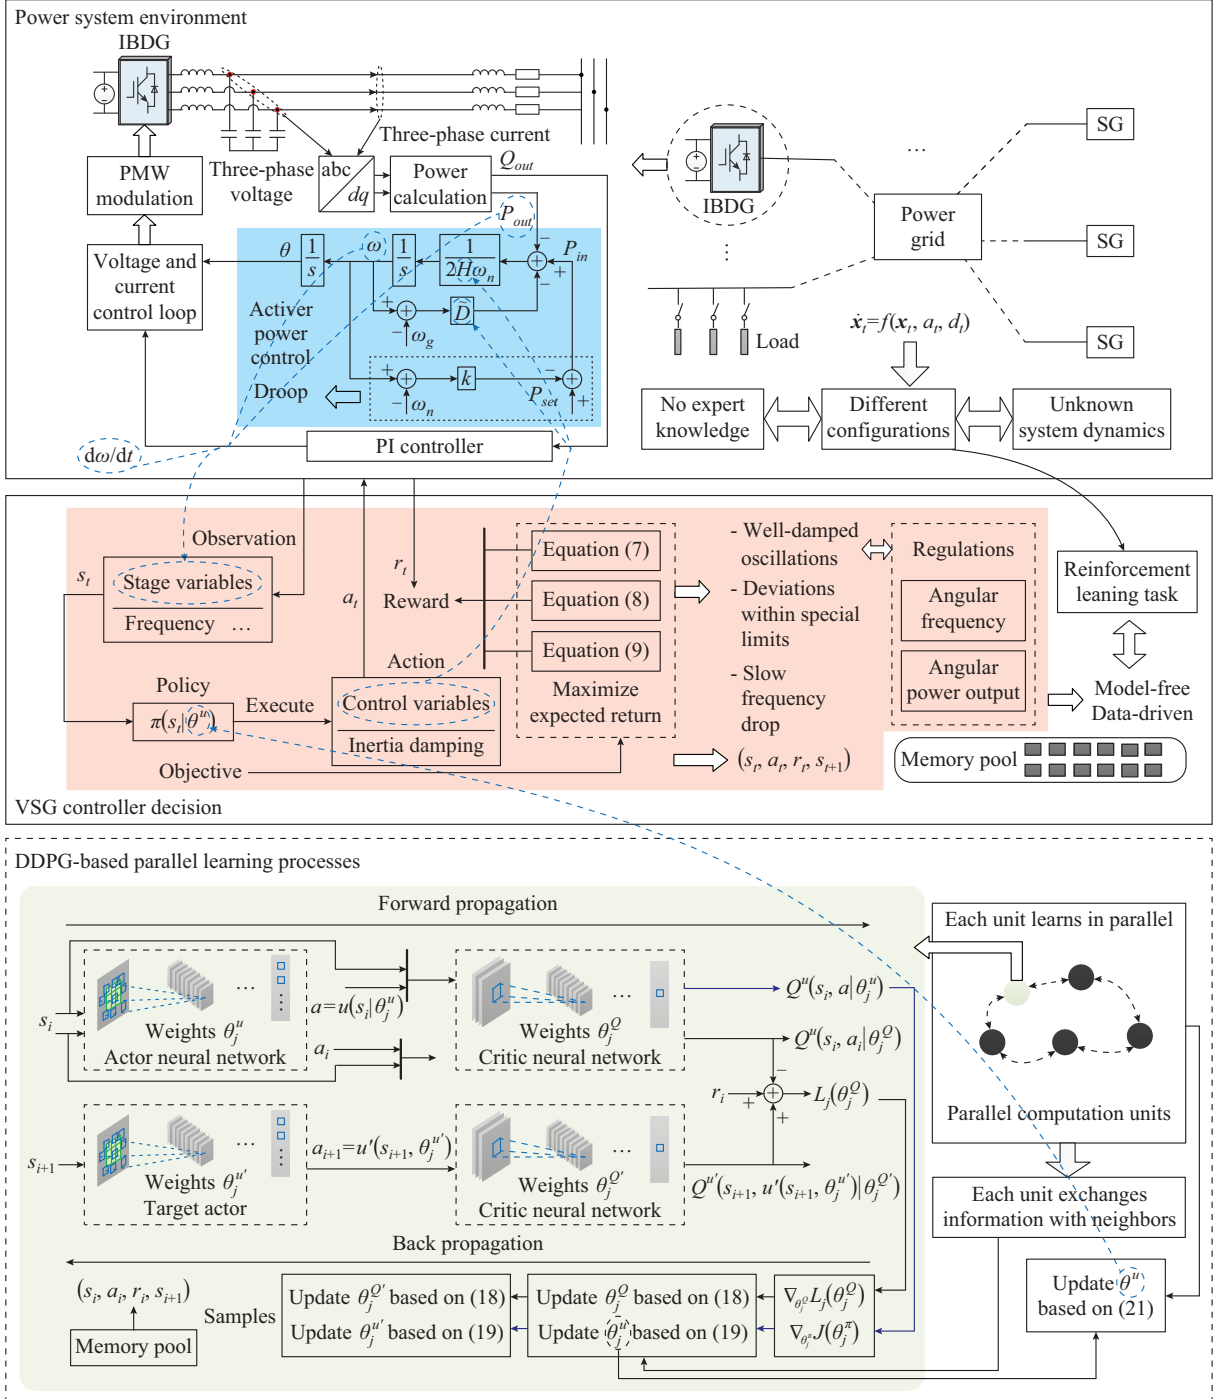 Power system environment
IBDG
Three-phase current
Three-phase
voltage
abc
dq
Power
calculation
Q_out
P_out
PMW
modulation
Voltage and
current
control loop
θ
1/s
ω
1/s
1/(2Hω_n)
P_in
+
−
−
Activer
power
control
+
−
ω_g
D̃
Droop
+
−
ω_n
k
P_set
−
+
PI controller
dω/dt
IBDG
...
Power
grid
SG
SG
SG
Load
ẋ_t=f(x_t, a_t, d_t)
No expert
knowledge
Different
configurations
Unknown
system dynamics
Observation
s_t
Stage variables
Frequency ...
a_t
r_t
Reward
Equation (7)
Equation (8)
Equation (9)
Maximize
expected return
- Well-damped
oscillations
- Deviations
within special
limits
- Slow
frequency
drop
Regulations
Angular
frequency
Angular
power output
Reinforcement
leaning task
Model-free
Data-driven
Policy
π(s_t|θ^u)
Execute
Action
Control variables
Inertia damping
Objective
(s_t, a_t, r_t, s_{t+1})
Memory pool
VSG controller decision
DDPG-based parallel learning processes
Forward propagation
s_i
Weights θ_j^u
Actor neural network
a=u(s_i|θ_j^u)
a_i
Weights θ_j^Q
Critic neural network
Q^u(s_i, a|θ_j^u)
Q^u(s_i, a_i|θ_j^Q)
r_i
+
−
+
L_j(θ_j^Q)
s_{i+1}
Weights θ_j^{u'}
Target actor
a_{i+1}=u'(s_{i+1}, θ_j^{u'})
Weights θ_j^{Q'}
Critic neural network
Q^{u'}(s_{i+1}, u'(s_{i+1}, θ_j^{u'})|θ_j^{Q'})
Back propagation
(s_i, a_i, r_i, s_{i+1})
Samples
Memory pool
Update θ_j^{Q'} based on (18)
Update θ_j^{u'} based on (19)
Update θ_j^Q based on (18)
Update θ_j^u based on (19)
∇_{θ_j^Q} L_j(θ_j^Q)
∇_{θ_j^π} J(θ_j^π)
Each unit learns in parallel
Parallel computation units
Each unit exchanges
information with neighbors
Update θ^u
based on (21)